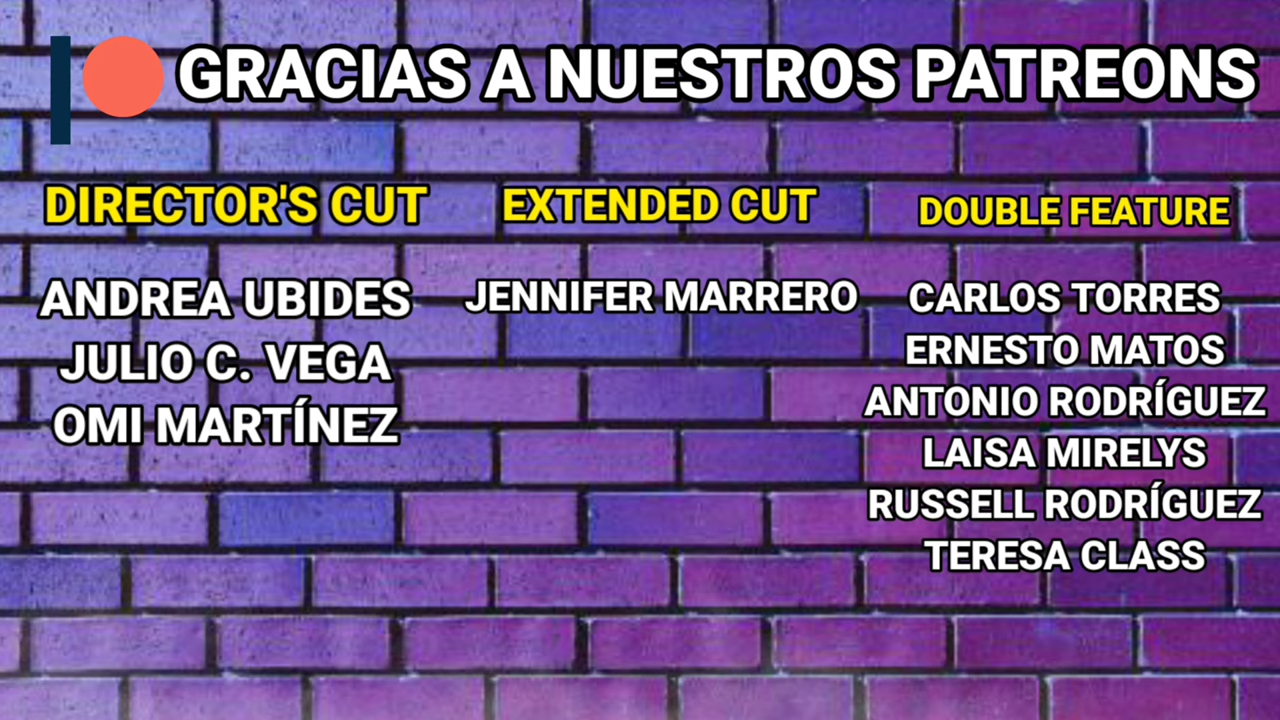 GRACIAS A NUESTROS PATREONS
DIRECTOR'S CUT
ANDREA UBIDES
JULIO C. VEGA
OMI MARTÍNEZ
EXTENDED CUT
JENNIFER MARRERO
DOUBLE FEATURE
CARLOS TORRES
ERNESTO MATOS
ANTONIO RODRÍGUEZ
LAISA MIRELYS
RUSSELL RODRÍGUEZ
TERESA CLASS